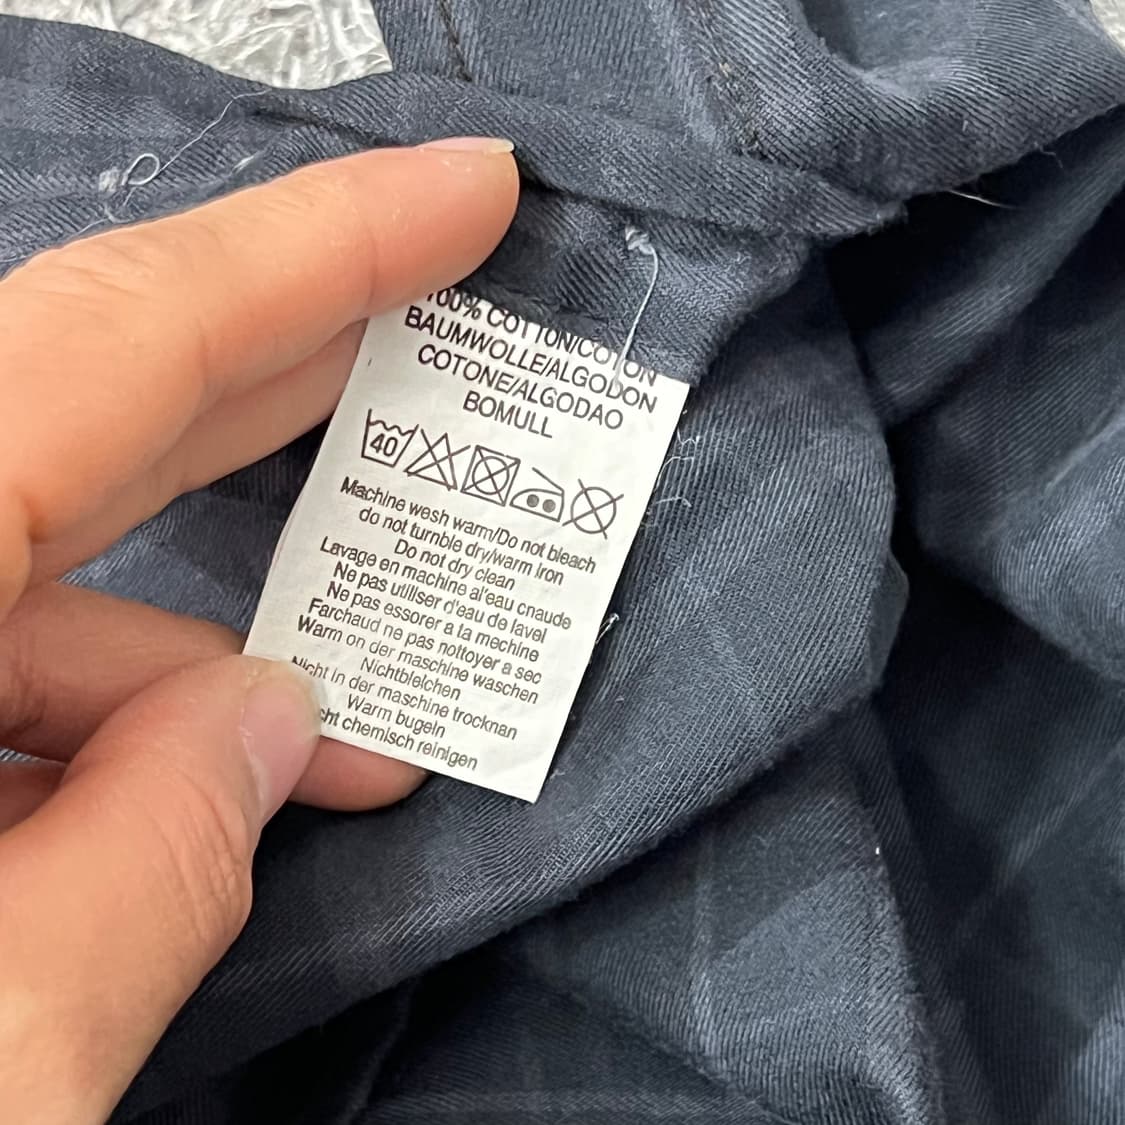 100% COTTON/COTON
BAUMWOLLE/ALGODON
COTONE/ALGODAO
BOMULL
40
Machine wesh warm/Do not bleach
do not turnble dry/warm iron
Do not dry clean
Lavage en machine al'eau cnaude
Ne pas utiliser d'eau de lavel
Ne pas essorer a ta mechine
Farchaud ne pas nottoyer a sec
Warm on der maschine waschen
Nichtbleichen
Nicht in der maschine trocknan
Warm bugeln
cht chemisch reinigen